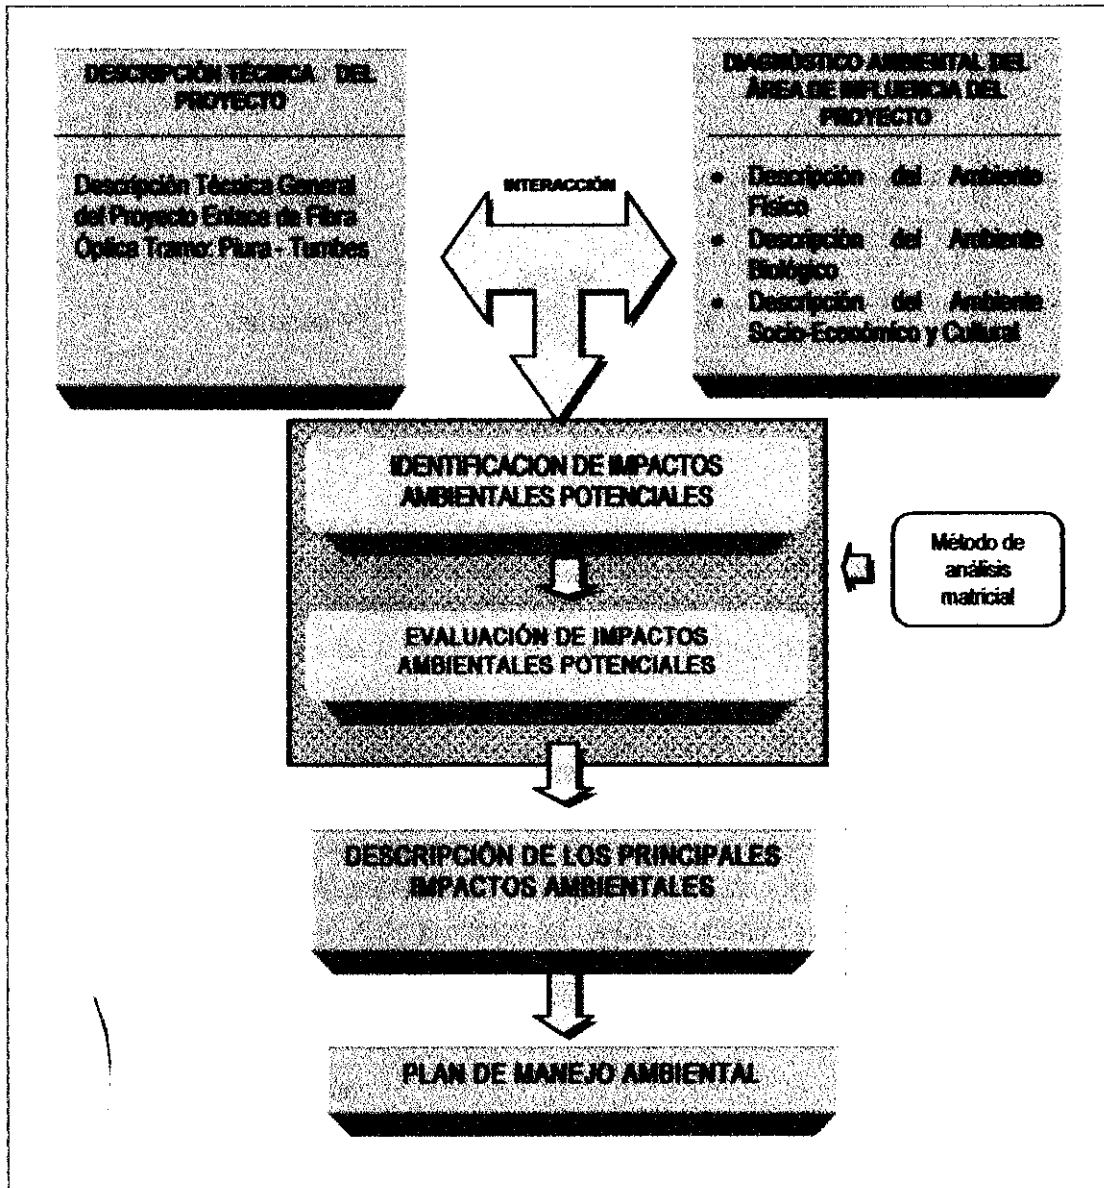 DESCRIPCIÓN TÉCNICA DEL
PROYECTO
Descripción Técnica General
del Proyecto Enlace de Fibra
Óptica Tramo: Piura - Tumbes
INTERACCIÓN
DIAGNÓSTICO AMBIENTAL DEL
ÁREA DE INFLUENCIA DEL
PROYECTO
• Descripción del Ambiente
Físico
• Descripción del Ambiente
Biológico
• Descripción del Ambiente
Socio-Económico y Cultural
IDENTIFICACION DE IMPACTOS
AMBIENTALES POTENCIALES
Método de
análisis
matricial
EVALUACIÓN DE IMPACTOS
AMBIENTALES POTENCIALES
DESCRIPCIÓN DE LOS PRINCIPALES
IMPACTOS AMBIENTALES
PLAN DE MANEJO AMBIENTAL